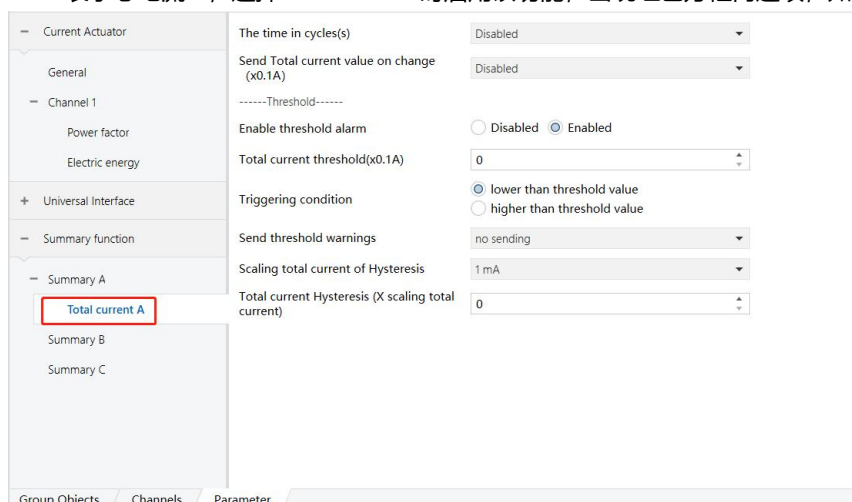 Current Actuator
General
Channel 1
Power factor
Electric energy
Universal Interface
Summary function
Summary A
Total current A
Summary B
Summary C
The time in cycles(s)
Disabled
Send Total current value on change
(x0.1A)
Disabled
------Threshold------
Enable threshold alarm
Disabled Enabled
Total current threshold(x0.1A)
0
Triggering condition
lower than threshold value
higher than threshold value
Send threshold warnings
no sending
Scaling total current of Hysteresis
1 mA
Total current Hysteresis (X scaling total
current)
0
Group Objects Channels Parameter